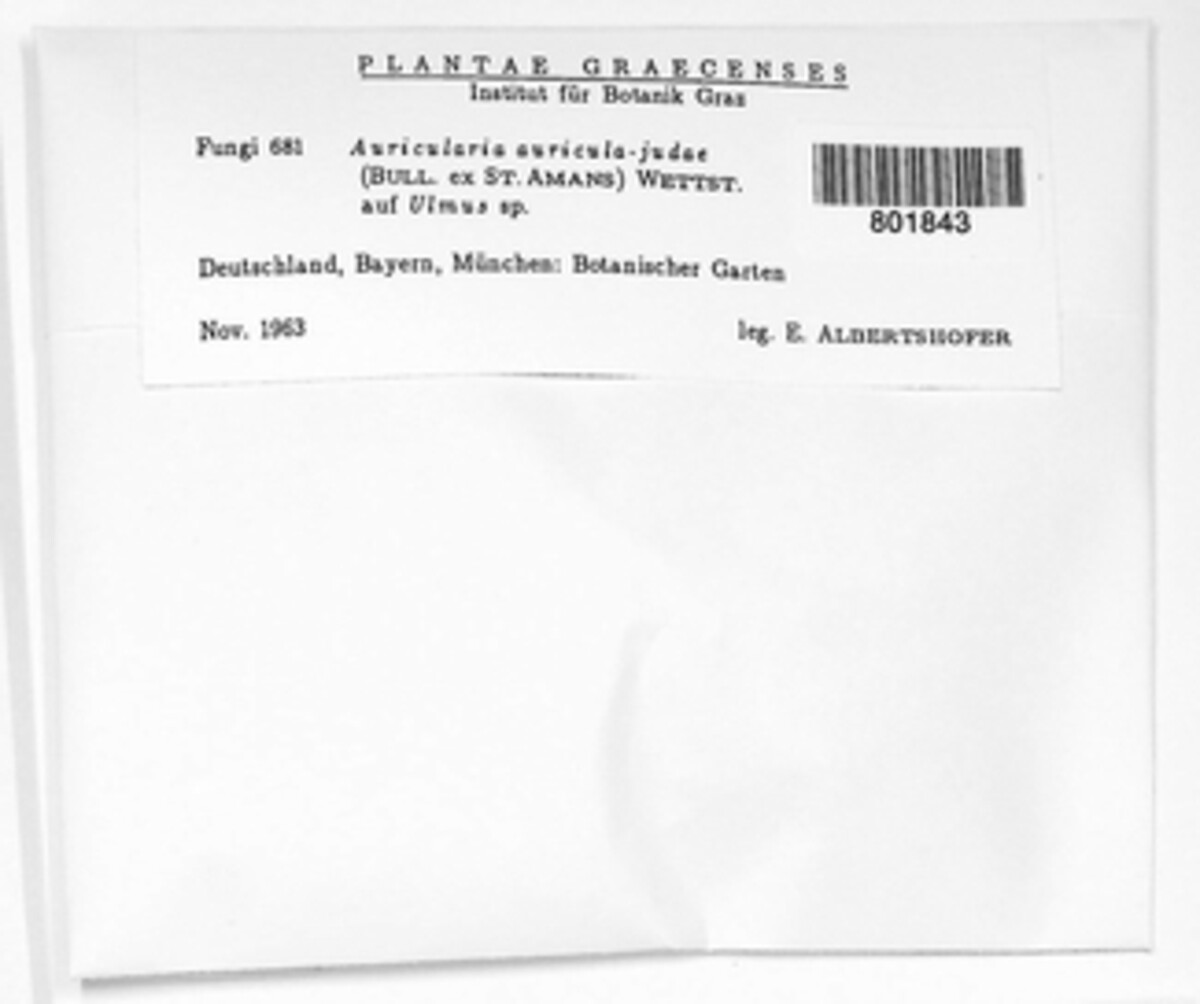 PLANTAE GRAECENSES
Institut für Botanik Graz
Fungi 681 Auricularia auricula-judae
(BULL. ex ST. AMANS) WETTST.
auf Ulmus sp.
801843
Deutschland, Bayern, München: Botanischer Garten
Nov. 1963 leg. E. ALBERTSHOFER